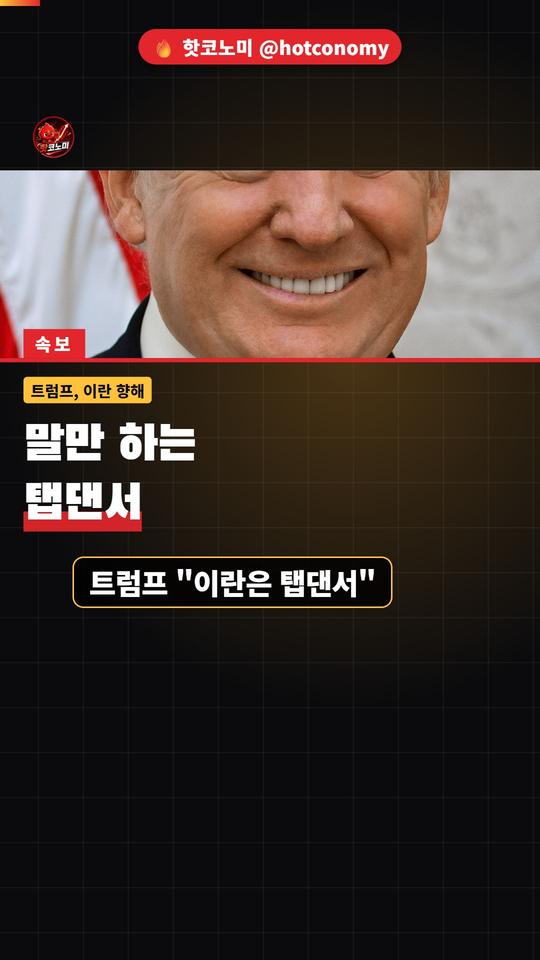 핫코노미 @hotconomy
핫코노미
속보
트럼프, 이란 향해
말만 하는
탭댄서
트럼프 "이란은 탭댄서"